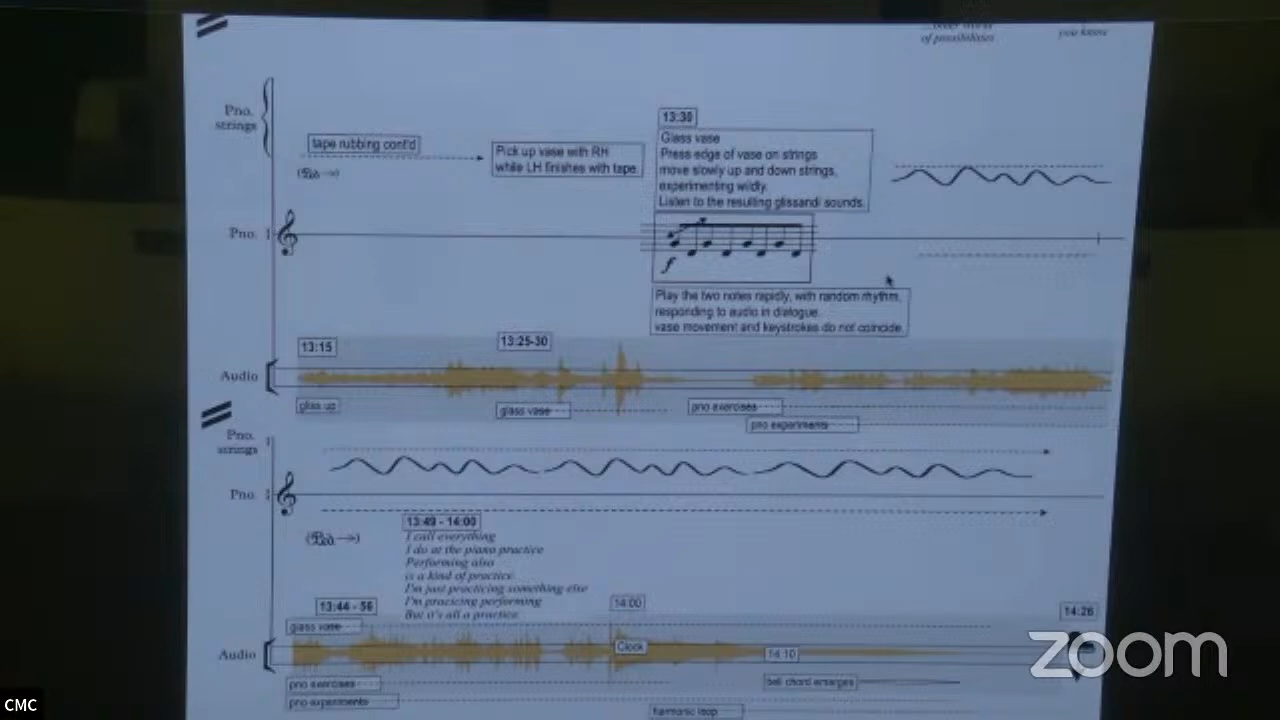 of possibilities
you know
Pno.
strings
tape rubbing cont'd
Pick up vase with RH
while LH finishes with tape.
13:30
Glass vase
Press edge of vase on strings
move slowly up and down strings,
experimenting wildly.
Listen to the resulting glissandi sounds.
Pno.
f
Play the two notes rapidly, with random rhythm,
responding to audio in dialogue.
vase movement and keystrokes do not coincide.
13:15
13:25-30
Audio
gliss up
glass vase
pno exercises
pno experiments
Pno.
strings
Pno.
13:49 - 14:00
I call everything
I do at the piano practice
Performing also
is a kind of practice.
I'm just practicing something else
I'm practicing performing
But it's all a practice.
13:44 - 56
14:00
14:26
glass vase
Audio
Clock
14:10
pno exercises
bell chord emerges
pno experiments
harmonic loop
zoom
CMC